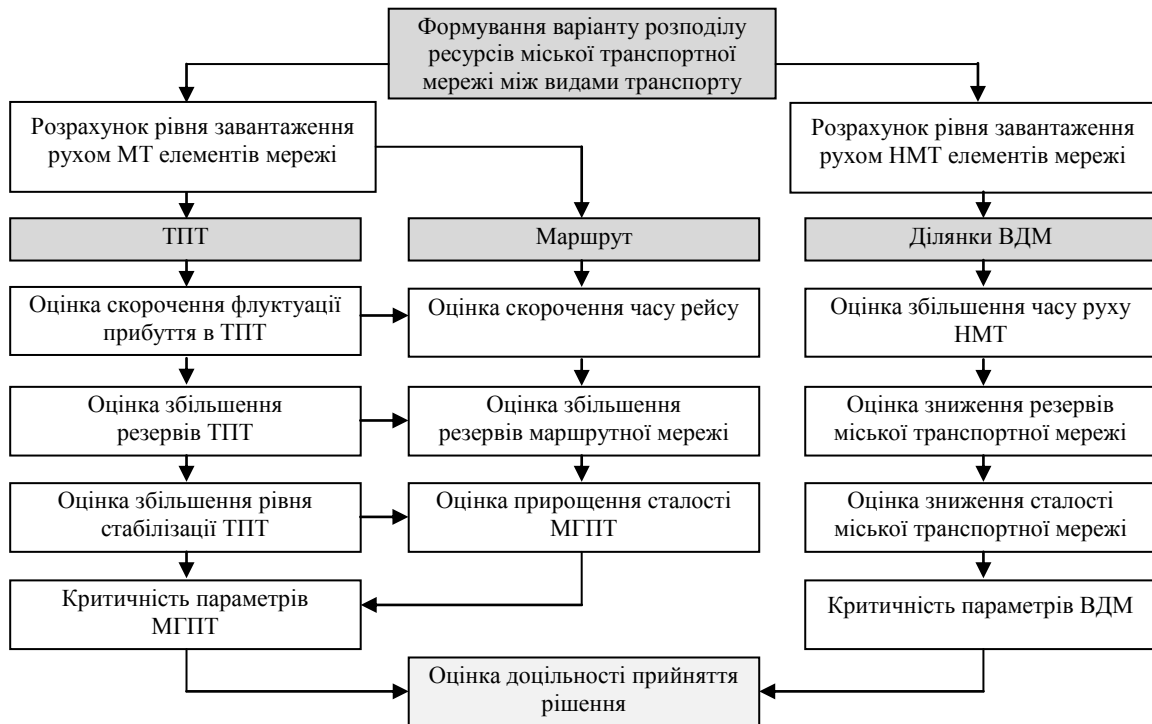 Формування варіанту розподілу
ресурсів міської транспортної
мережі між видами транспорту
Розрахунок рівня завантаження
рухом МТ елементів мережі
Розрахунок рівня завантаження
рухом НМТ елементів мережі
ТПТ
Маршрут
Ділянки ВДМ
Оцінка скорочення флуктуації
прибуття в ТПТ
Оцінка скорочення часу рейсу
Оцінка збільшення часу руху
НМТ
Оцінка збільшення
резервів ТПТ
Оцінка збільшення
резервів маршрутної мережі
Оцінка зниження резервів
міської транспортної мережі
Оцінка збільшення рівня
стабілізації ТПТ
Оцінка прирощення сталості
МГПТ
Оцінка зниження сталості
міської транспортної мережі
Критичність параметрів
МГПТ
Критичність параметрів ВДМ
Оцінка доцільності прийняття
рішення